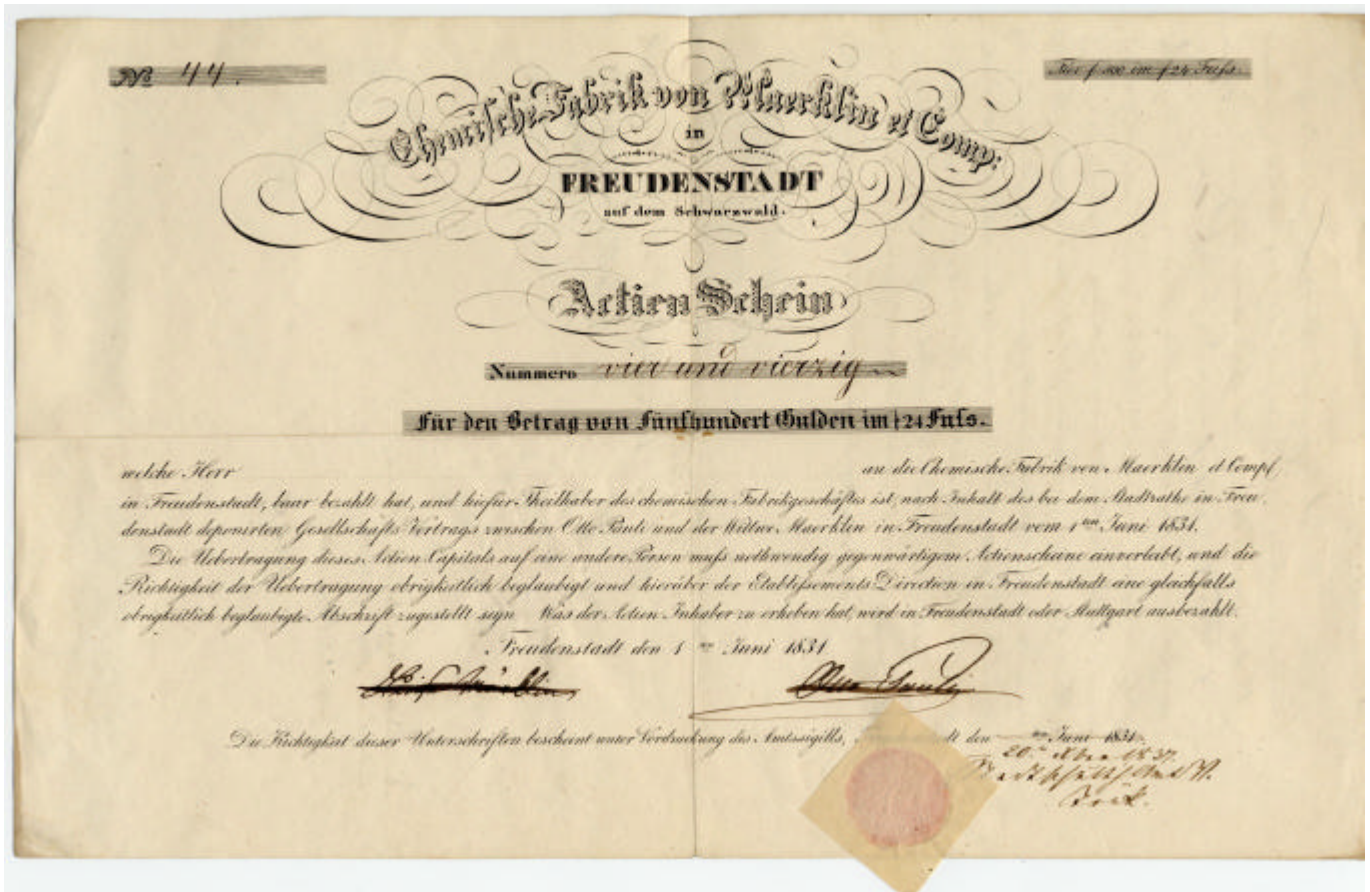 No 44.
Für f 500 im f 24 Fuſs.
Chemische Fabrik von Maerklin et Comp:
in
FREUDENSTADT
auf dem Schwarzwald.
Actien Schein
Nummero vier und vierzig
Für den Betrag von Fünfhundert Gulden im f 24 Fuſs.
welche Herr an die Chemische Fabrik von Maerklin et Comp.
in Freudenstadt, baar bezahlt hat, und hiefür Theilhaber des chemischen Fabrikgeschäftes ist, nach Inhalt des bei dem Stadtrathe in Freu-
denstadt deponirten Gesellschafts Vertrags zwischen Otto Pauli und der Wittwe Maerklin in Freudenstadt vom 1ten Juni 1831.
Die Uebertragung dieses Actien Capitals auf eine andere Person muſs nothwendig gegenwärtigem Actienscheine einverleibt, und die
Richtigkeit der Uebertragung obrigkeitlich beglaubigt und hierüber der Etablissements Direction in Freudenstadt eine gleichfalls
obrigkeitlich beglaubigte Abschrift zugestellt seyn. Was der Actien Inhaber zu erheben hat, wird in Freudenstadt oder Stuttgart ausbezahlt.
Freudenstadt den 1ten Juni 1831
Otto Pauli
Die Richtigkeit dieser Unterschriften bescheint unter Vordruckung des Amtssigills, den ten Juni 1831.